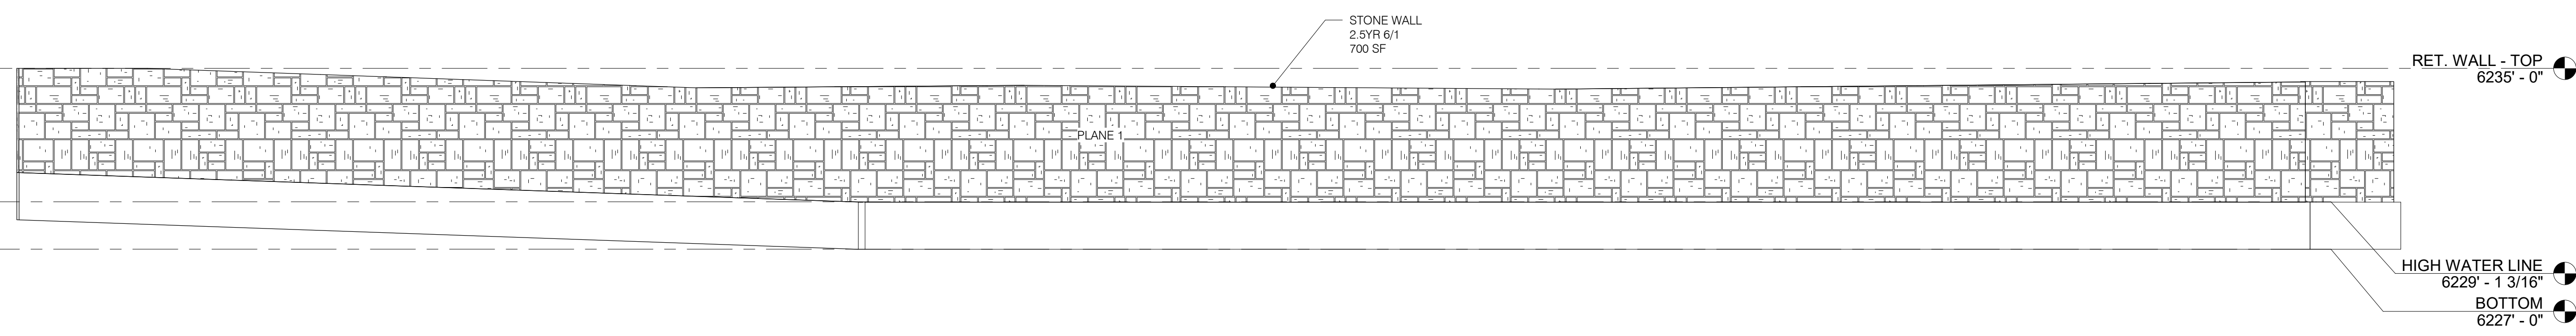 STONE WALL
2.5YR 6/1
700 SF
RET. WALL - TOP
6235' - 0"
PLANE 1
HIGH WATER LINE
6229' - 1 3/16"
BOTTOM
6227' - 0"